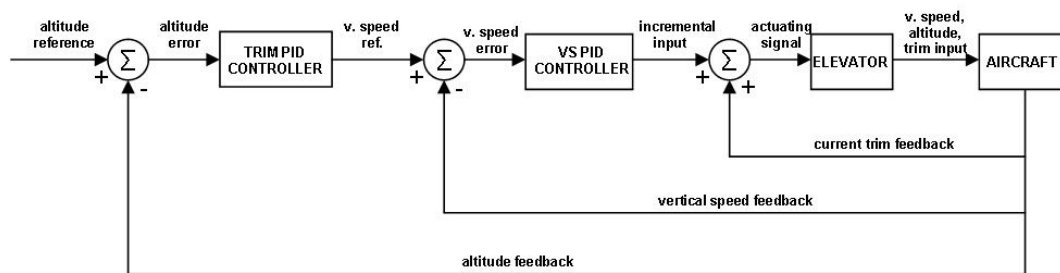 altitude
reference
+
Σ
-
altitude
error
TRIM PID
CONTROLLER
v. speed
ref.
+
Σ
-
v. speed
error
VS PID
CONTROLLER
incremental
input
+
Σ
+
actuating
signal
ELEVATOR
v. speed,
altitude,
trim input
AIRCRAFT
current trim feedback
vertical speed feedback
altitude feedback